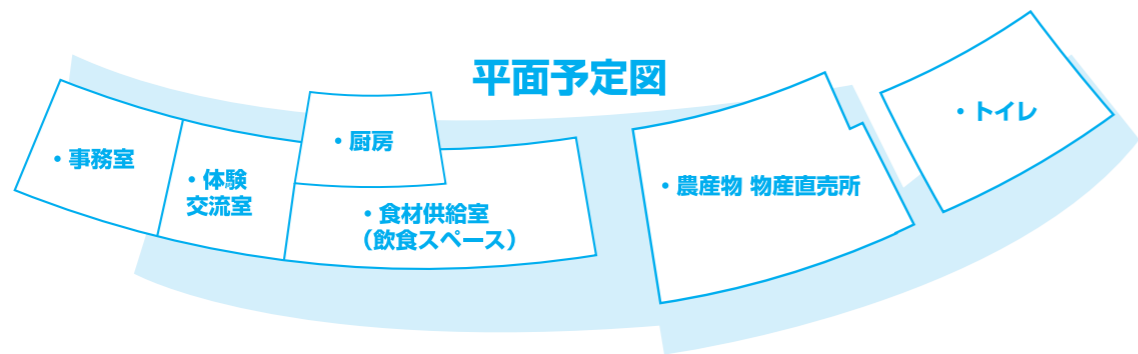 平面予定図
・事務室
・体験
交流室
・厨房
・食材供給室
（飲食スペース）
・農産物 物産直売所
・トイレ